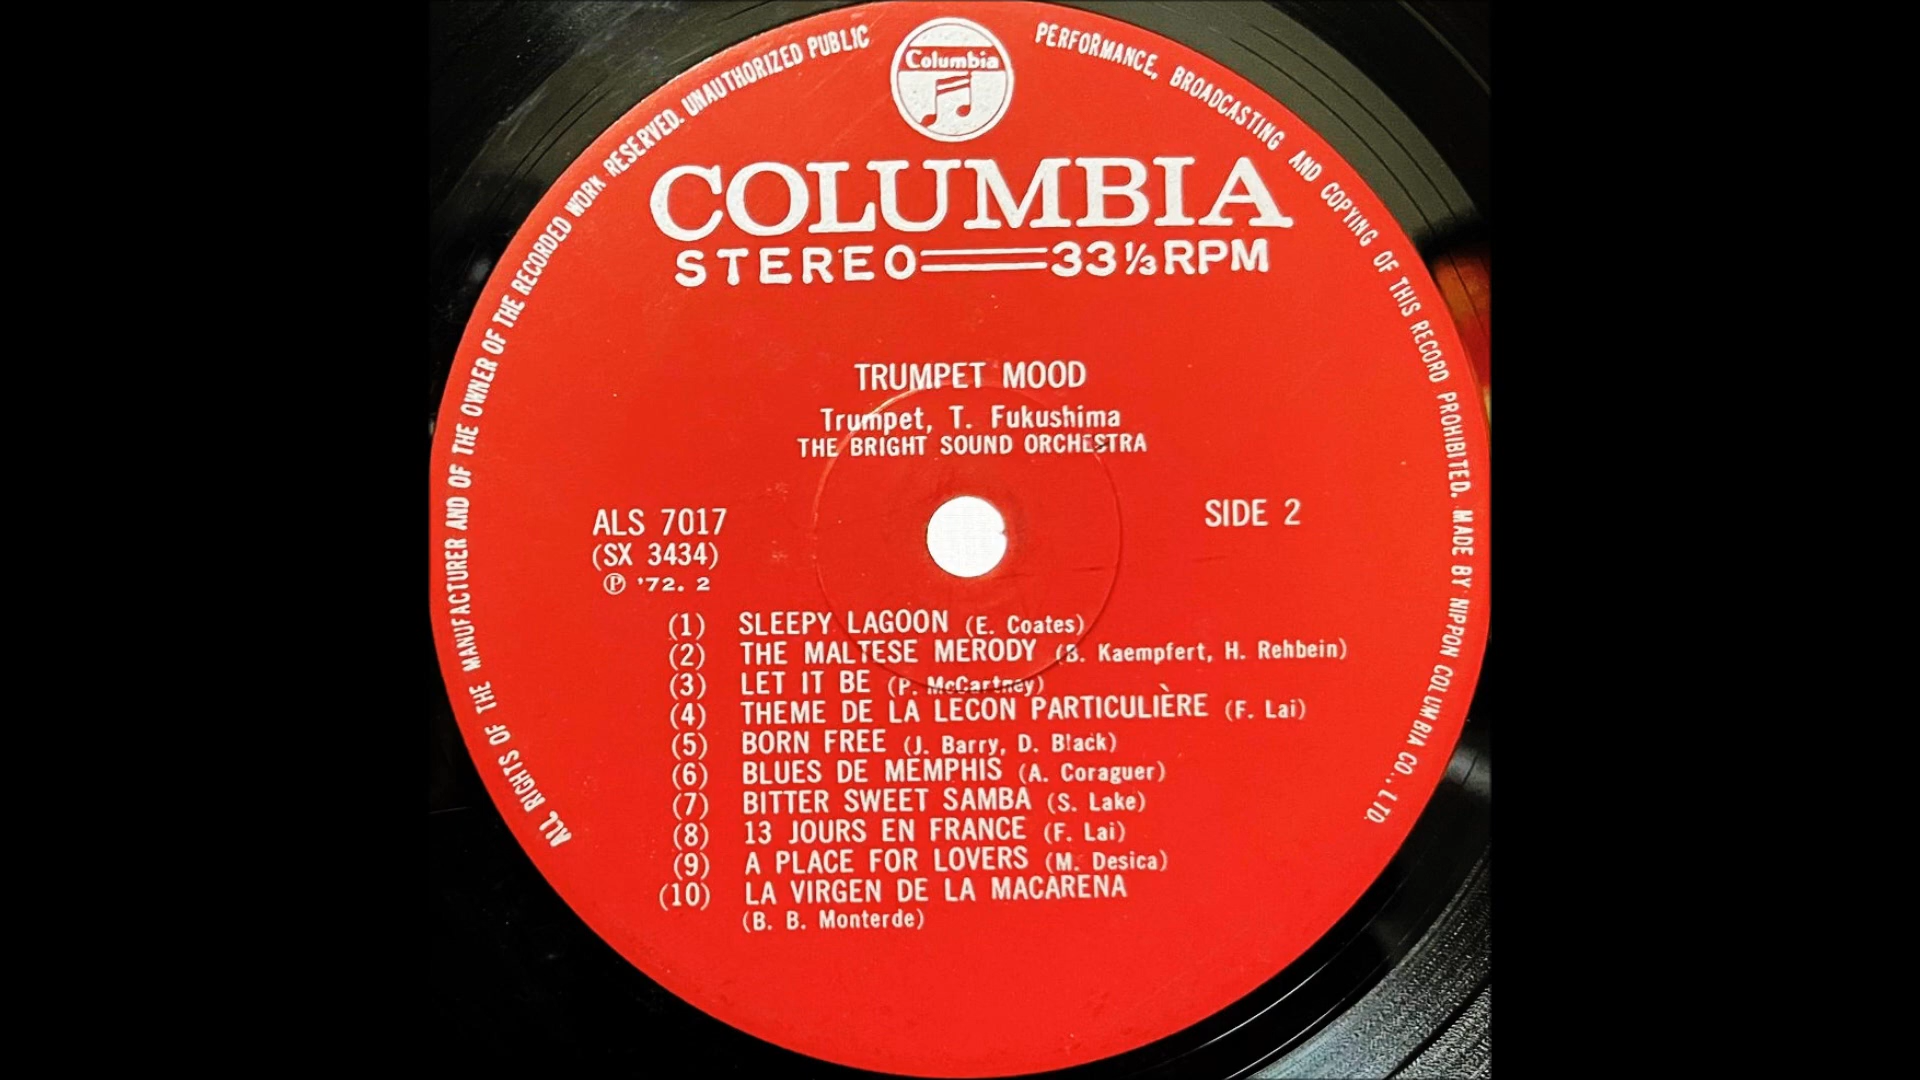 ALL RIGHTS OF THE MANUFACTURER AND OF THE OWNER OF THE RECORDED WORK RESERVED. UNAUTHORIZED PUBLIC PERFORMANCE, BROADCASTING AND COPYING OF THIS RECORD PROHIBITED. MADE BY NIPPON COLUMBIA CO., LTD.
Columbia
COLUMBIA
STEREO 33⅓RPM
TRUMPET MOOD
Trumpet, T. Fukushima
THE BRIGHT SOUND ORCHESTRA
ALS 7017 SIDE 2
(SX 3434)
Ⓟ '72. 2
(1) SLEEPY LAGOON (E. Coates)
(2) THE MALTESE MERODY (B. Kaempfert, H. Rehbein)
(3) LET IT BE (P. McCartney)
(4) THEME DE LA LECON PARTICULIÈRE (F. Lai)
(5) BORN FREE (J. Barry, D. Black)
(6) BLUES DE MEMPHIS (A. Coraguer)
(7) BITTER SWEET SAMBA (S. Lake)
(8) 13 JOURS EN FRANCE (F. Lai)
(9) A PLACE FOR LOVERS (M. Desica)
(10) LA VIRGEN DE LA MACARENA
(B. B. Monterde)